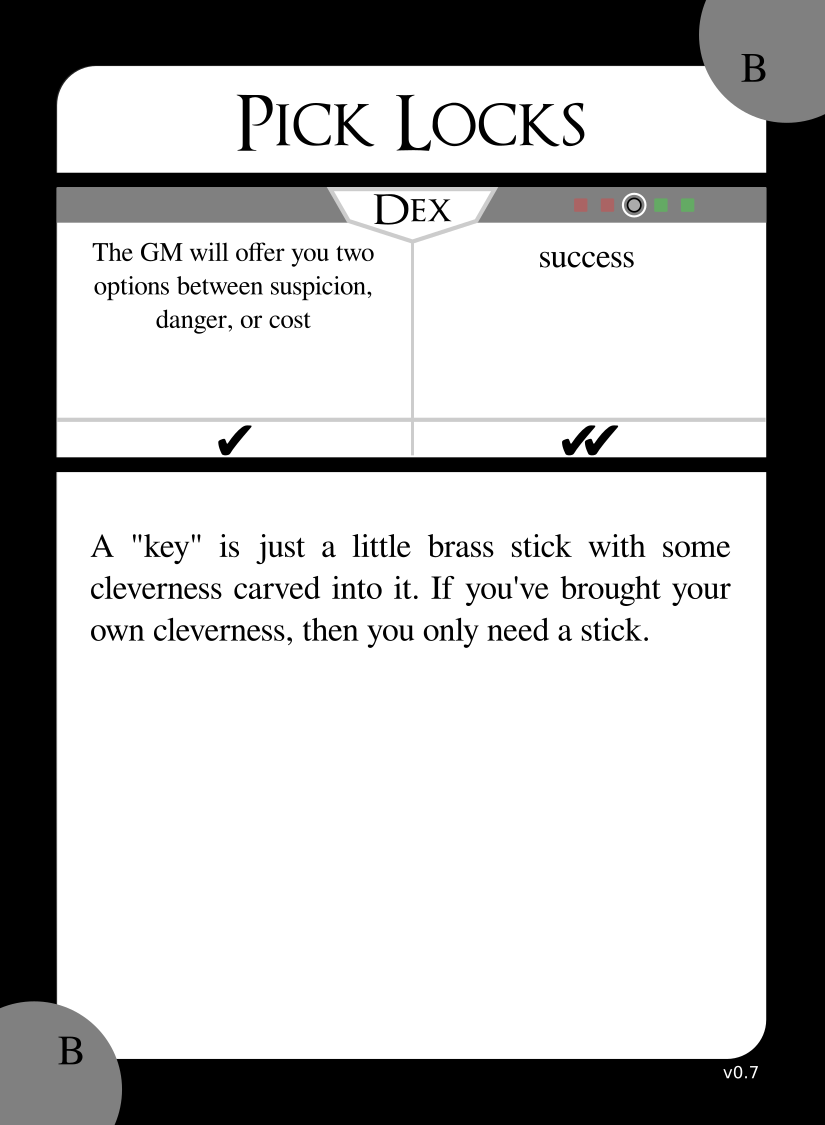 B
Pick Locks
Dex
The GM will offer you two
options between suspicion,
danger, or cost
success
✔
✔✔
A "key" is just a little brass stick with some
cleverness carved into it. If you've brought your
own cleverness, then you only need a stick.
B
v0.7